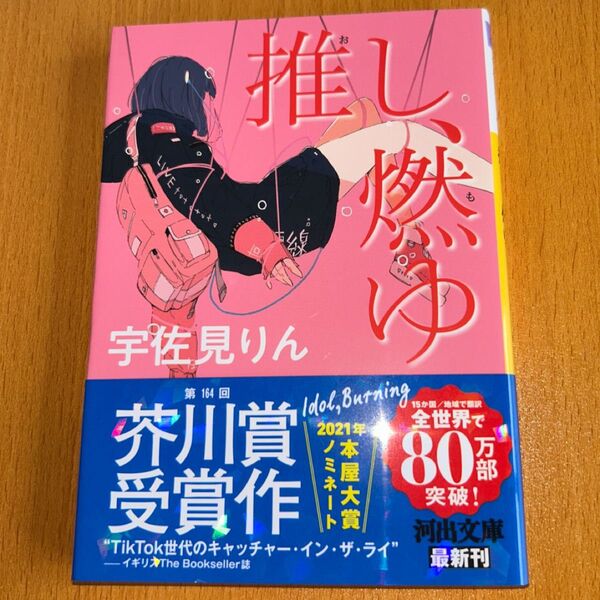 推し、燃ゆ
お
も
LIVE
線
宇佐見りん
第164回
芥川賞
受賞作
Idol, Burning
2021年
本屋大賞
ノミネート
15か国/地域で翻訳
全世界で
80万部
突破!
“TikTok世代のキャッチャー・イン・ザ・ライ”
──イギリスThe Bookseller誌
河出文庫
最新刊